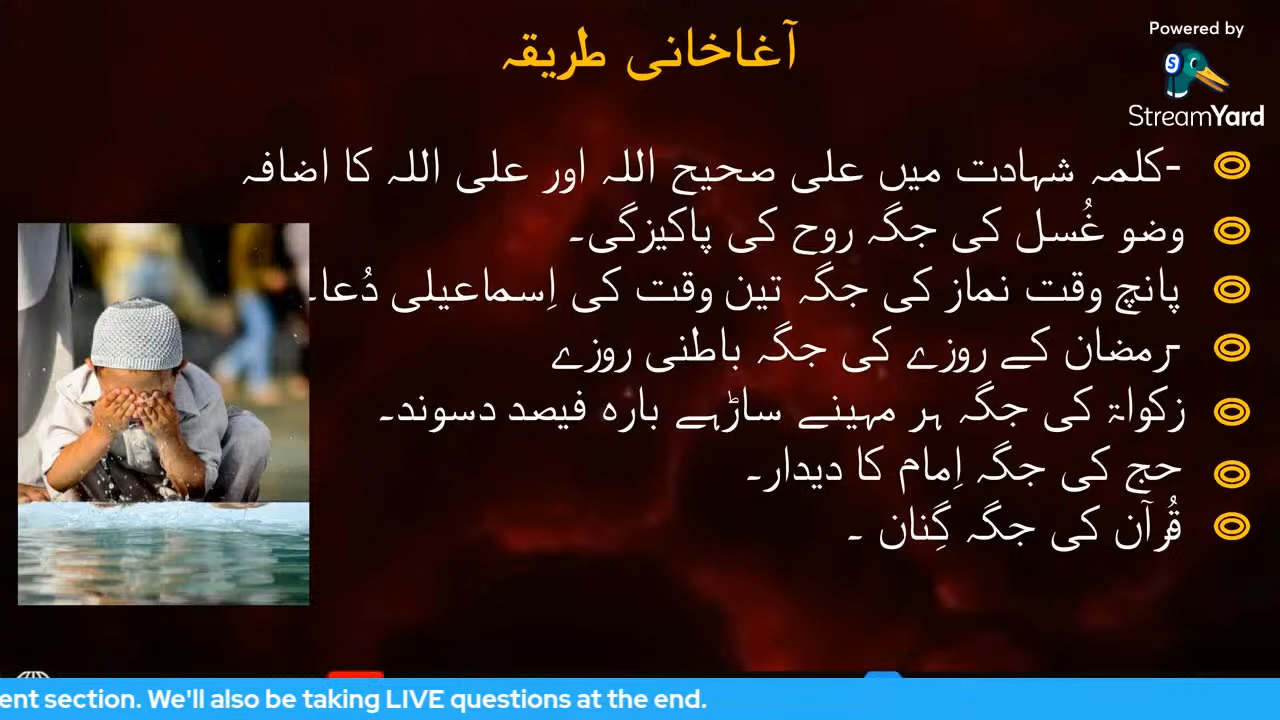 آغاخانی طریقہ
Powered by
StreamYard
-کلمہ شہادت میں علی صحیح اللہ اور علی اللہ کا اضافہ
وضو غُسل کی جگہ روح کی پاکیزگی۔
پانچ وقت نماز کی جگہ تین وقت کی اِسماعیلی دُعا۔
-رمضان کے روزے کی جگہ باطنی روزے
زکواۃ کی جگہ ہر مہینے ساڑہے بارہ فیصد دسوند۔
حج کی جگہ اِمام کا دیدار۔
قُرآن کی جگہ گِنان ۔
ent section. We'll also be taking LIVE questions at the end.